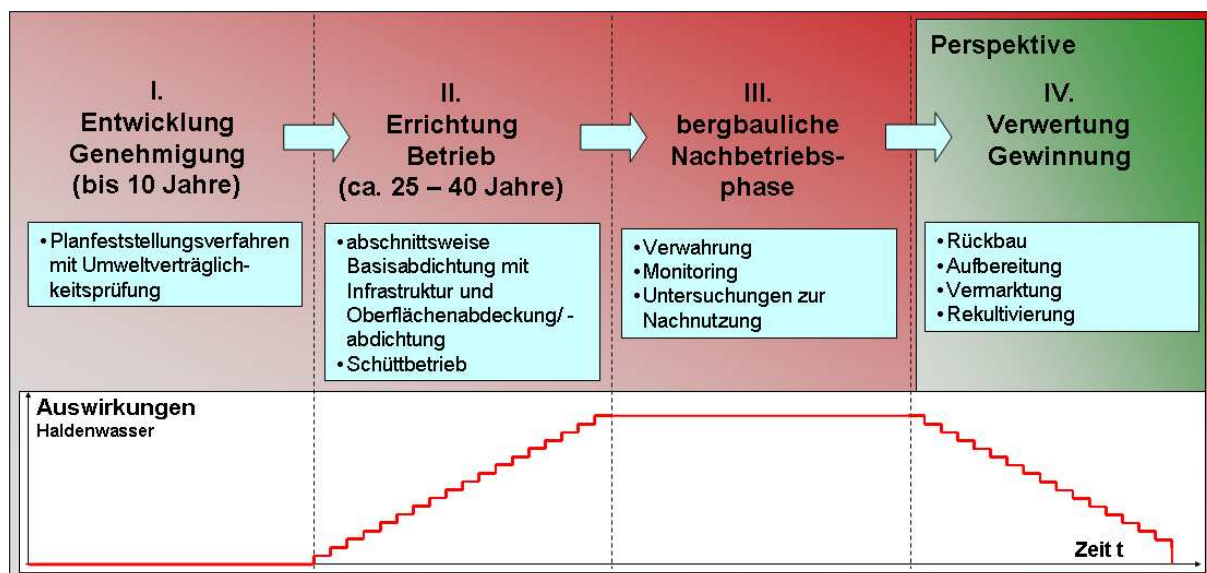 I.
Entwicklung
Genehmigung
(bis 10 Jahre)
• Planfeststellungsverfahren
mit Umweltverträglich-
keitsprüfung
II.
Errichtung
Betrieb
(ca. 25 – 40 Jahre)
• abschnittsweise
Basisabdichtung mit
Infrastruktur und
Oberflächenabdeckung/ -
abdichtung
• Schüttbetrieb
III.
bergbauliche
Nachbetriebs-
phase
• Verwahrung
• Monitoring
• Untersuchungen zur
Nachnutzung
Perspektive
IV.
Verwertung
Gewinnung
• Rückbau
• Aufbereitung
• Vermarktung
• Rekultivierung
Auswirkungen
Haldenwasser
Zeit t